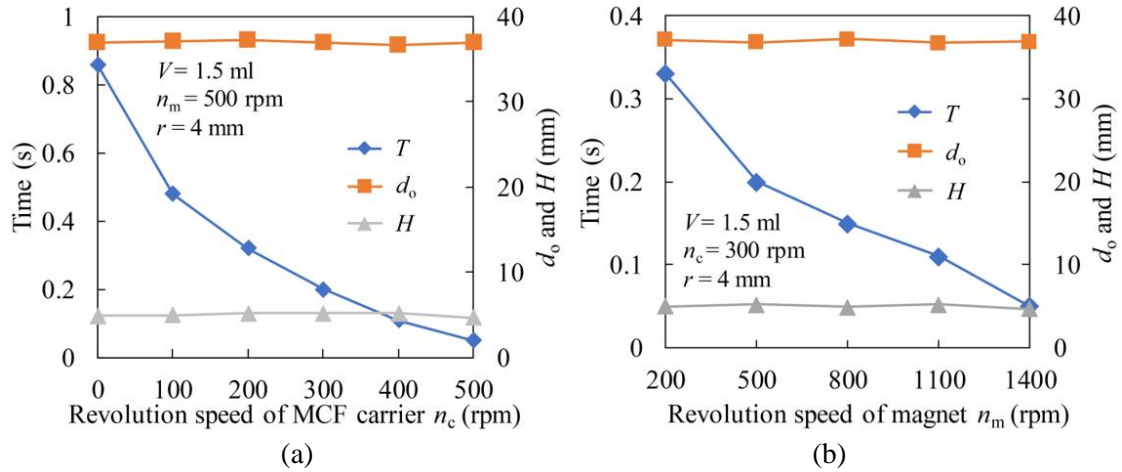 1
0.8
0.6
0.4
0.2
0
Time (s)
V = 1.5 ml
n_m = 500 rpm
r = 4 mm
T
d_o
H
40
30
20
10
0
d_o and H (mm)
0 100 200 300 400 500
Revolution speed of MCF carrier n_c (rpm)
(a)
0.4
0.3
0.2
0.1
0
Time (s)
T
d_o
H
V = 1.5 ml
n_c = 300 rpm
r = 4 mm
40
30
20
10
0
d_o and H (mm)
200 500 800 1100 1400
Revolution speed of magnet n_m (rpm)
(b)